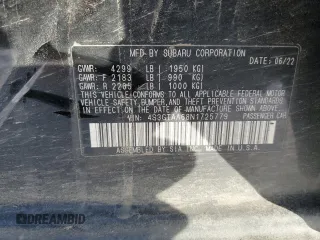 MFD BY SUBARU CORPORATION
GVWR: 4299 LB ( 1950 KG) DATE: 06/22
GAWR: F 2183 LB ( 990 KG)
GAWR: R 2205 LB ( 1000 KG)
THIS VEHICLE CONFORMS TO ALL APPLICABLE FEDERAL MOTOR
VEHICLE SAFETY, BUMPER, AND THEFT PREVENTION STANDARDS
IN EFFECT ON THE DATE OF MANUFACTURE SHOWN ABOVE.
VIN: PASSENGER CAR
ASSEMBLED BY SIA INC. MADE IN U.S.A.
DREAMBID